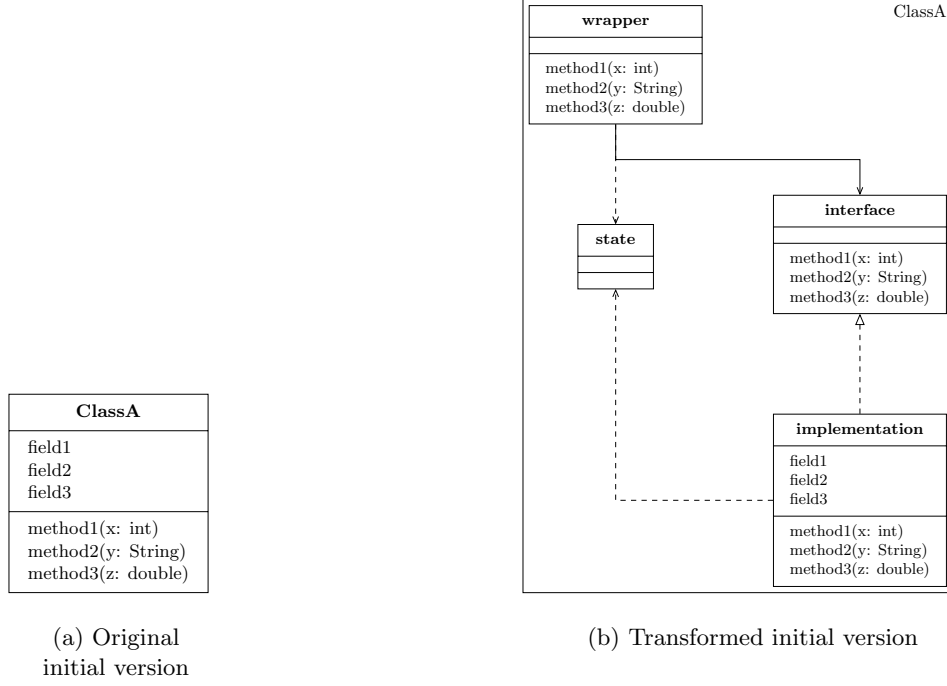 ClassA
wrapper
method1(x: int)
method2(y: String)
method3(z: double)
interface
method1(x: int)
method2(y: String)
method3(z: double)
state
implementation
field1
field2
field3
method1(x: int)
method2(y: String)
method3(z: double)
ClassA
field1
field2
field3
method1(x: int)
method2(y: String)
method3(z: double)
(a) Original
initial version
(b) Transformed initial version